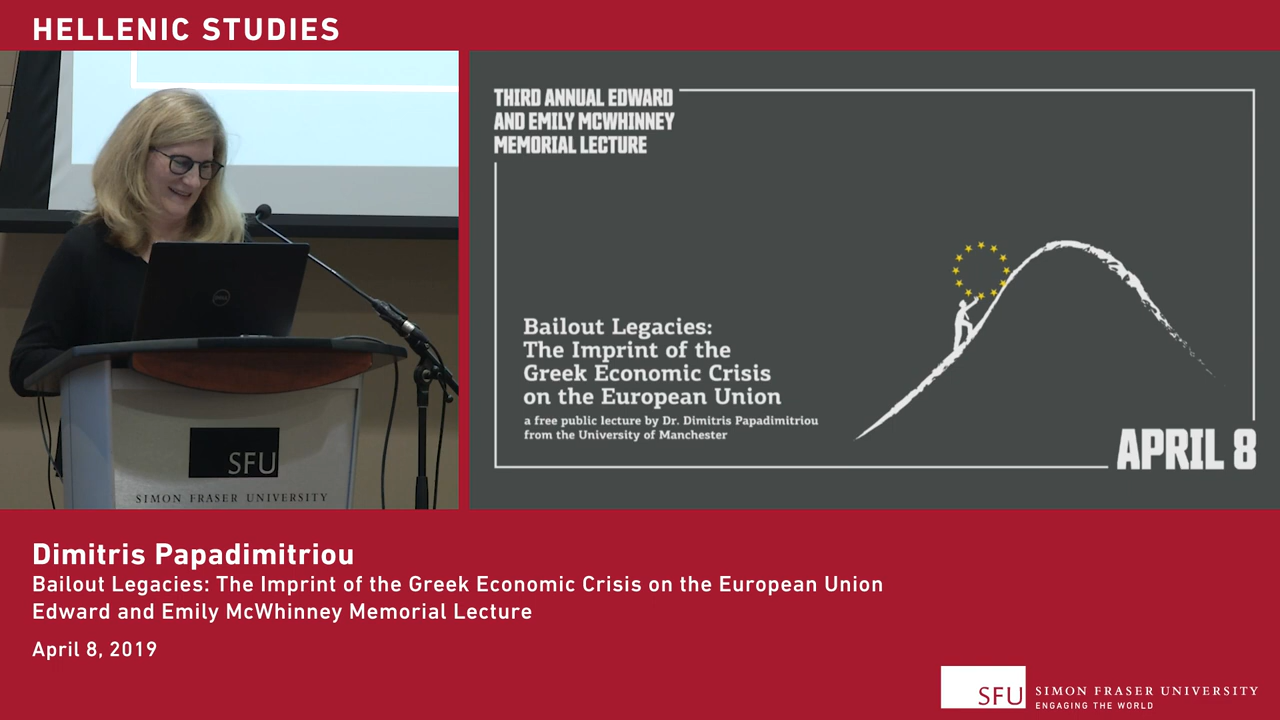 HELLENIC STUDIES
THIRD ANNUAL EDWARD
AND EMILY MCWHINNEY
MEMORIAL LECTURE
Bailout Legacies:
The Imprint of the
Greek Economic Crisis
on the European Union
a free public lecture by Dr. Dimitris Papadimitriou
from the University of Manchester
APRIL 8
DELL
SFU
SIMON FRASER UNIVERSITY
Dimitris Papadimitriou
Bailout Legacies: The Imprint of the Greek Economic Crisis on the European Union
Edward and Emily McWhinney Memorial Lecture
April 8, 2019
SFU
SIMON FRASER UNIVERSITY
ENGAGING THE WORLD